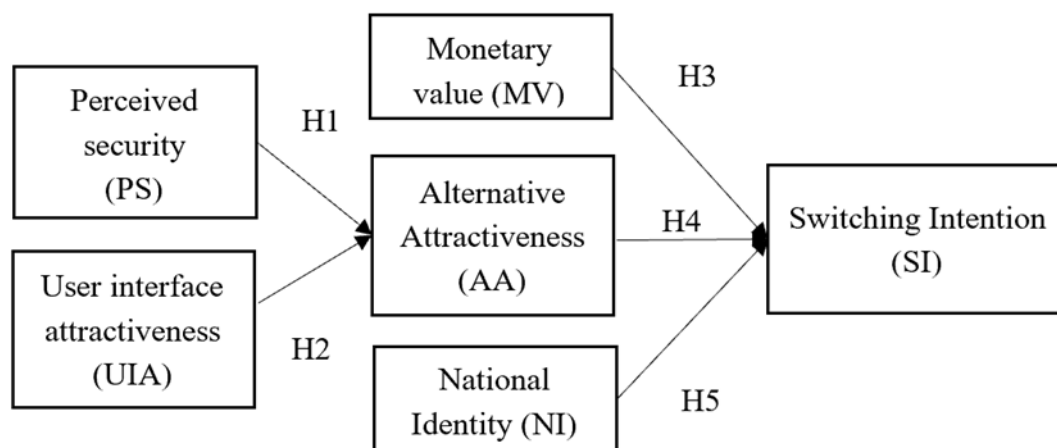 Perceived
security
(PS)
User interface
attractiveness
(UIA)
H1
H2
Monetary
value (MV)
Alternative
Attractiveness
(AA)
National
Identity (NI)
H3
H4
H5
Switching Intention
(SI)